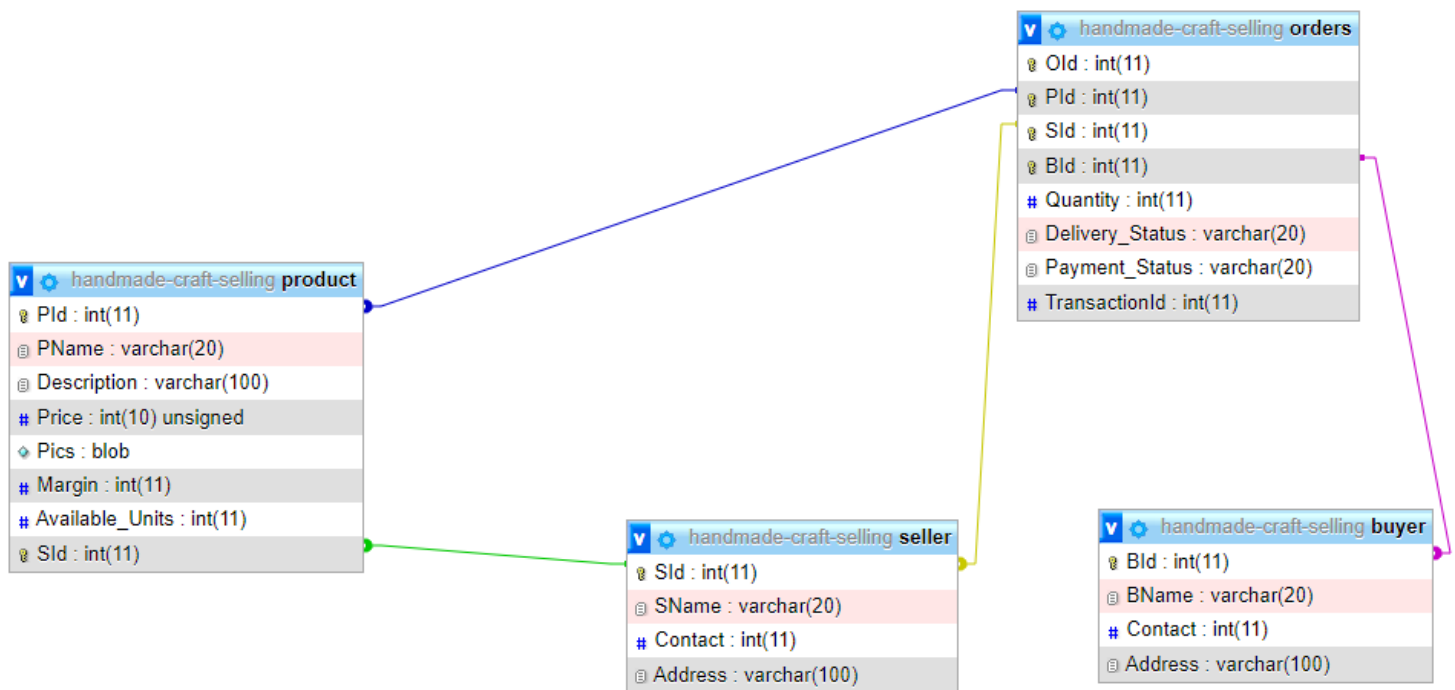 v handmade-craft-selling orders
OId : int(11)
PId : int(11)
SId : int(11)
BId : int(11)
# Quantity : int(11)
Delivery_Status : varchar(20)
Payment_Status : varchar(20)
# TransactionId : int(11)
v handmade-craft-selling product
PId : int(11)
PName : varchar(20)
Description : varchar(100)
# Price : int(10) unsigned
Pics : blob
# Margin : int(11)
# Available_Units : int(11)
SId : int(11)
v handmade-craft-selling seller
SId : int(11)
SName : varchar(20)
# Contact : int(11)
Address : varchar(100)
v handmade-craft-selling buyer
BId : int(11)
BName : varchar(20)
# Contact : int(11)
Address : varchar(100)